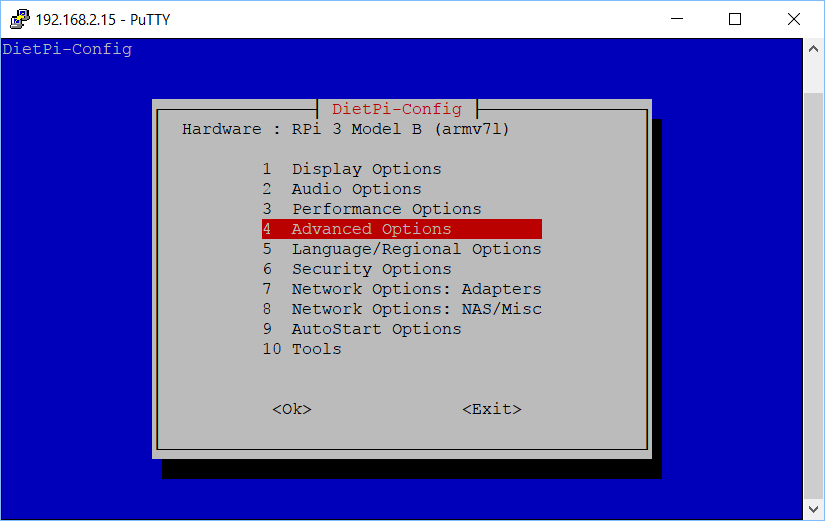 192.168.2.15 - PuTTY
DietPi-Config
DietPi-Config
Hardware : RPi 3 Model B (armv7l)
1 Display Options
2 Audio Options
3 Performance Options
4 Advanced Options
5 Language/Regional Options
6 Security Options
7 Network Options: Adapters
8 Network Options: NAS/Misc
9 AutoStart Options
10 Tools
<Ok> <Exit>